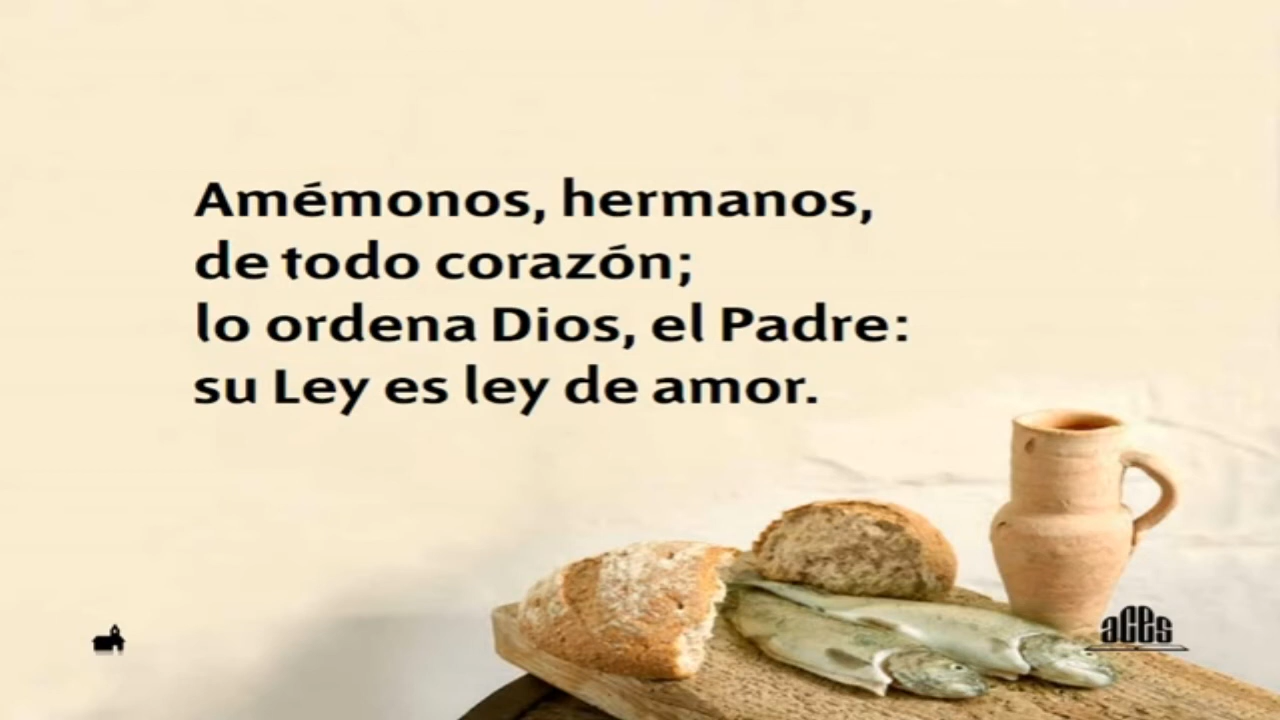 Amémonos, hermanos,
de todo corazón;
lo ordena Dios, el Padre:
su Ley es ley de amor.
aces